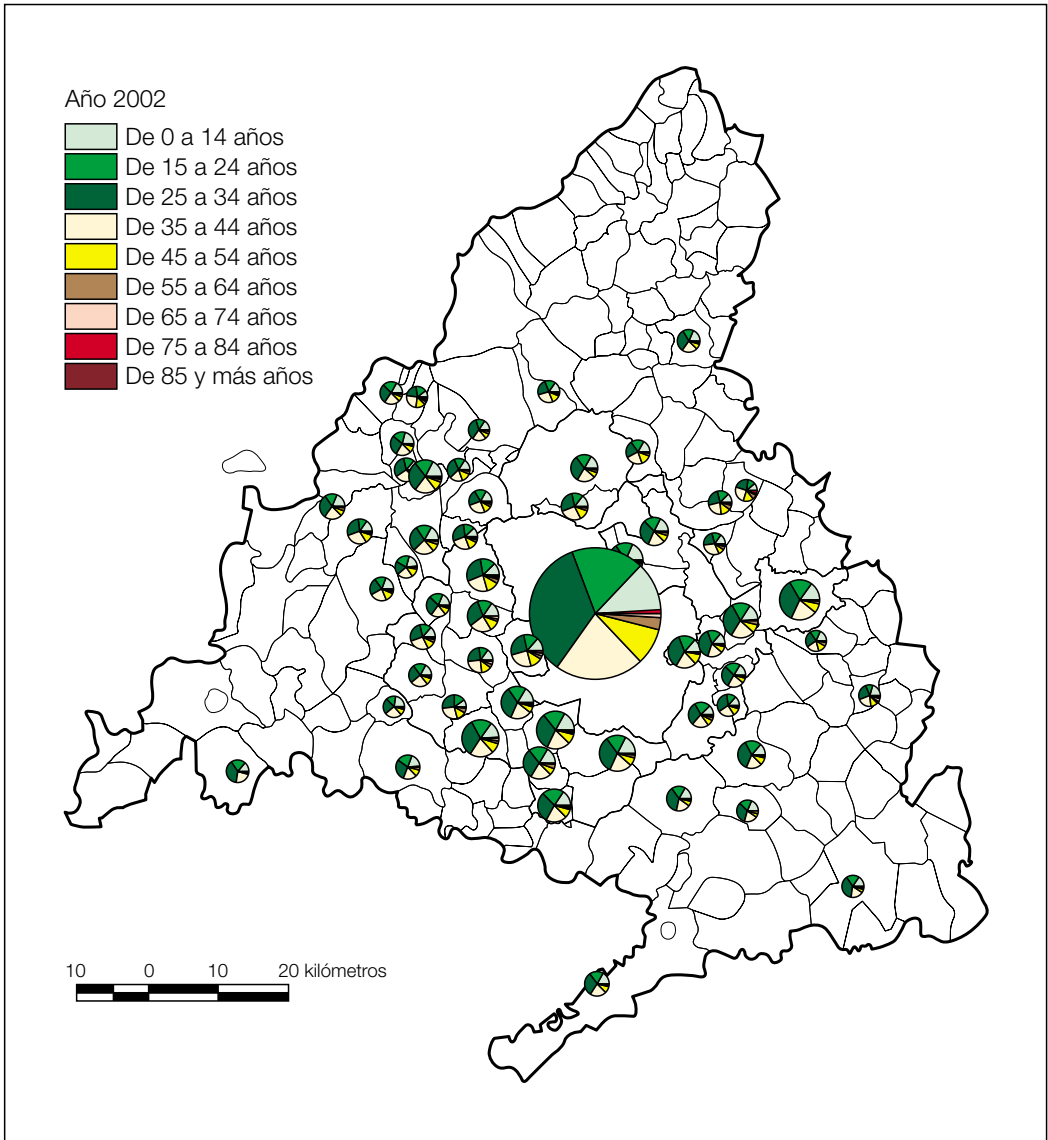 Año 2002
De 0 a 14 años
De 15 a 24 años
De 25 a 34 años
De 35 a 44 años
De 45 a 54 años
De 55 a 64 años
De 65 a 74 años
De 75 a 84 años
De 85 y más años
10 0 10 20 kilómetros